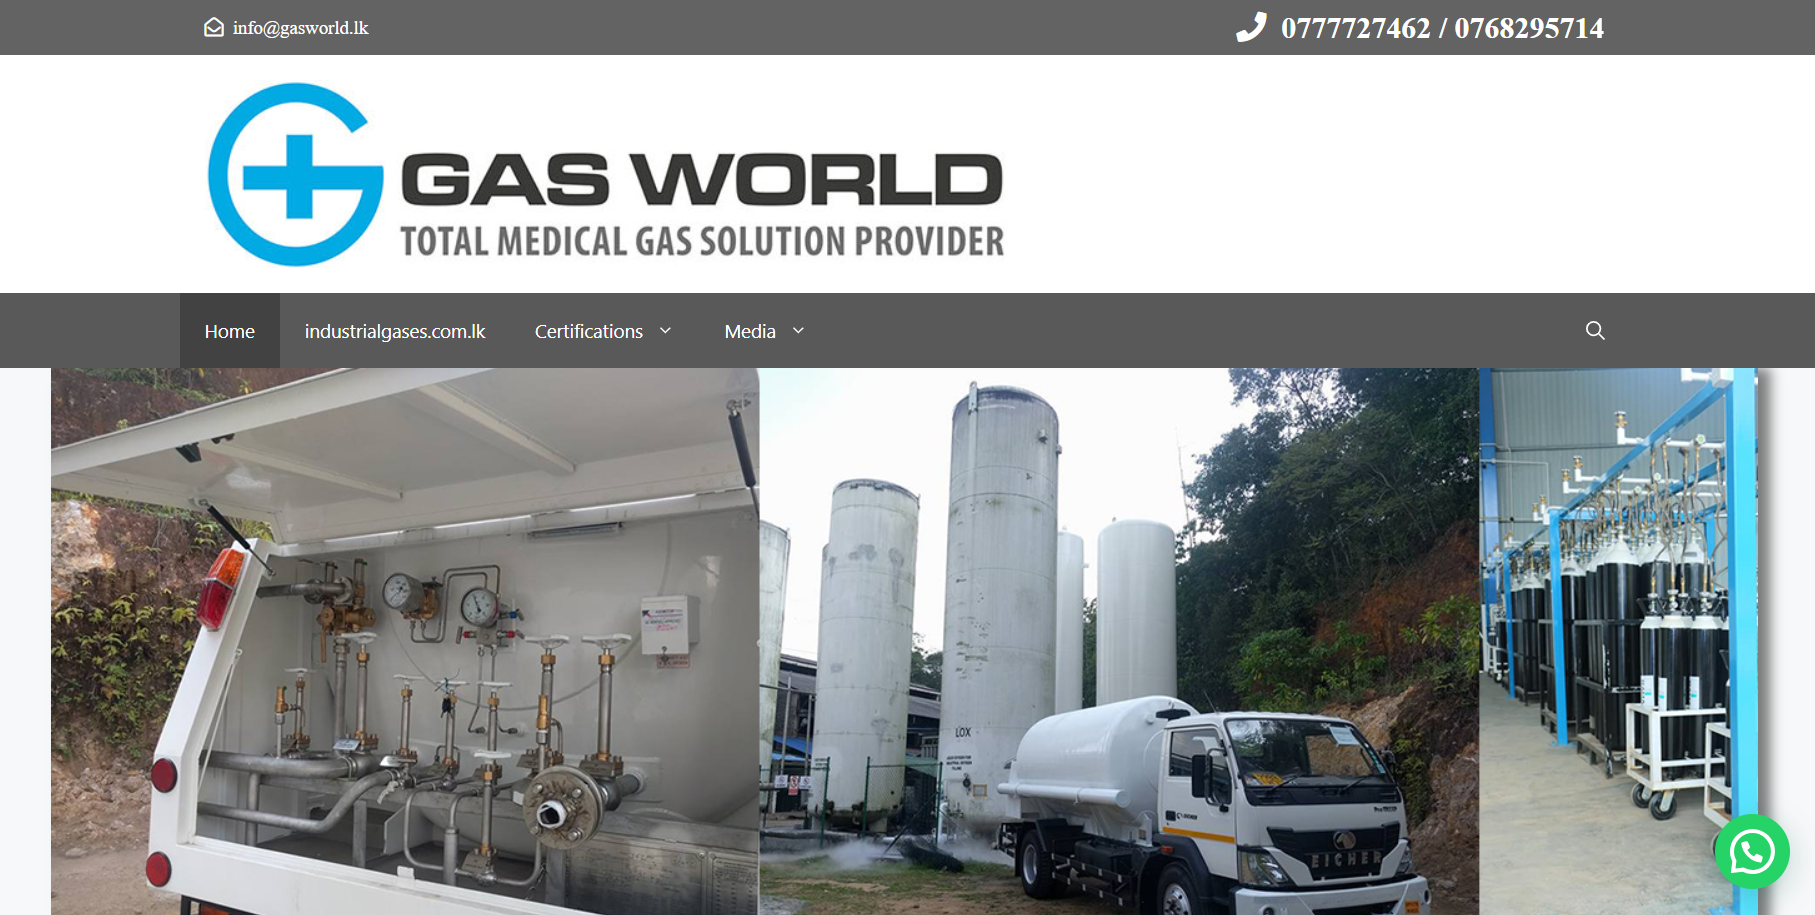 info@gasworld.lk
0777727462 / 0768295714
GAS WORLD
TOTAL MEDICAL GAS SOLUTION PROVIDER
Home
industrialgases.com.lk
Certifications
Media
LOX
EICHER